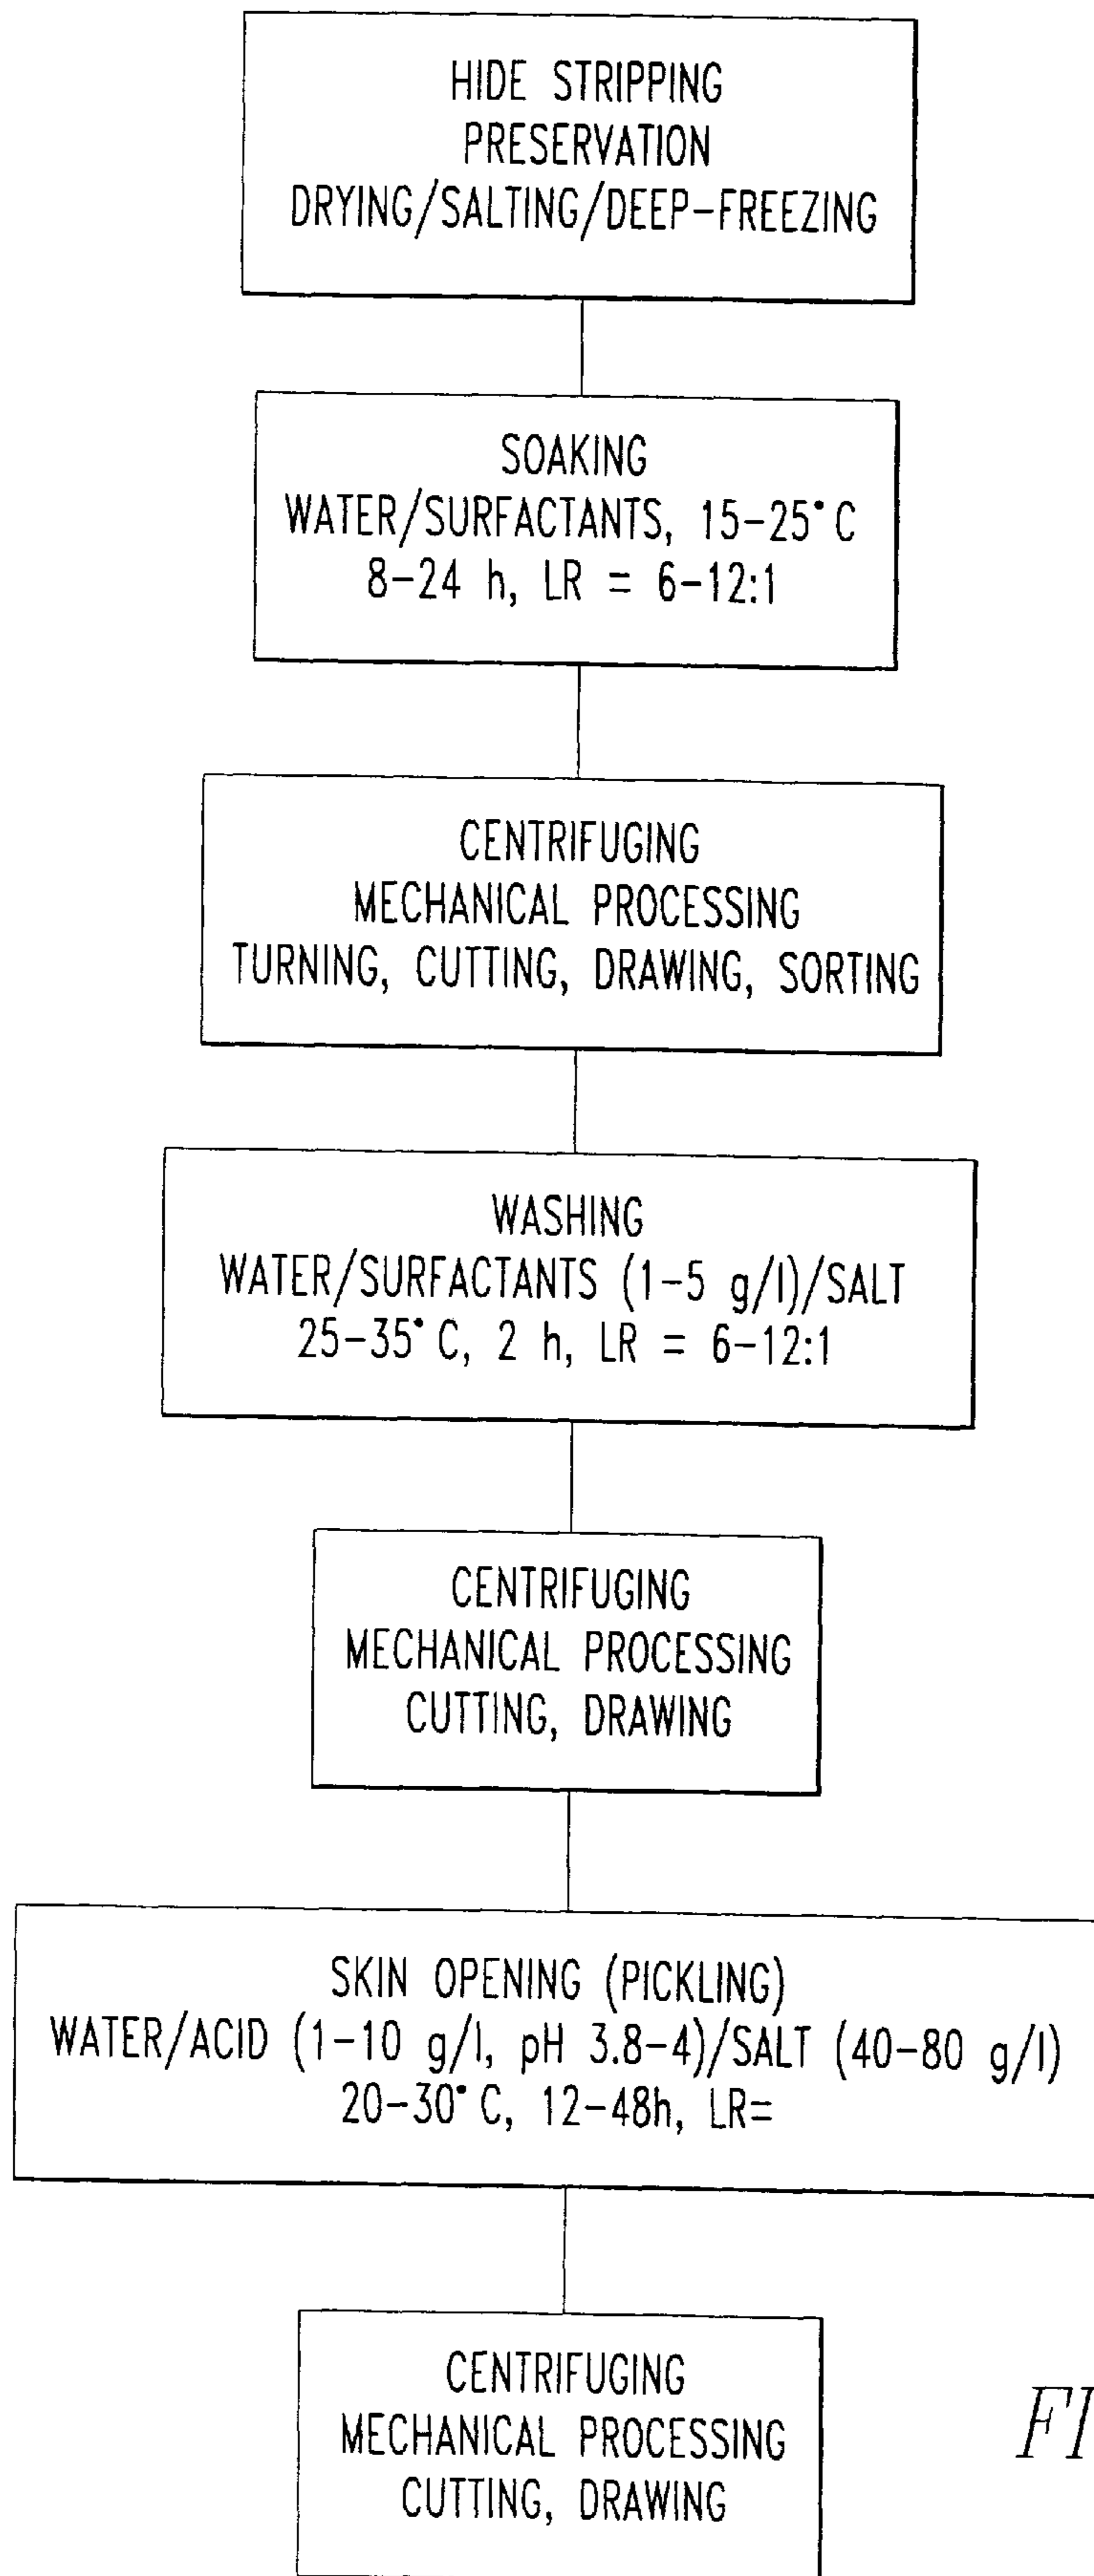 HIDE STRIPPING
PRESERVATION
DRYING/SALTING/DEEP-FREEZING
SOAKING
WATER/SURFACTANTS, 15-25°C
8-24 h, LR = 6-12:1
CENTRIFUGING
MECHANICAL PROCESSING
TURNING, CUTTING, DRAWING, SORTING
WASHING
WATER/SURFACTANTS (1-5 g/l)/SALT
25-35°C, 2 h, LR = 6-12:1
CENTRIFUGING
MECHANICAL PROCESSING
CUTTING, DRAWING
SKIN OPENING (PICKLING)
WATER/ACID (1-10 g/l, pH 3.8-4)/SALT (40-80 g/l)
20-30°C, 12-48h, LR=
CENTRIFUGING
MECHANICAL PROCESSING
CUTTING, DRAWING